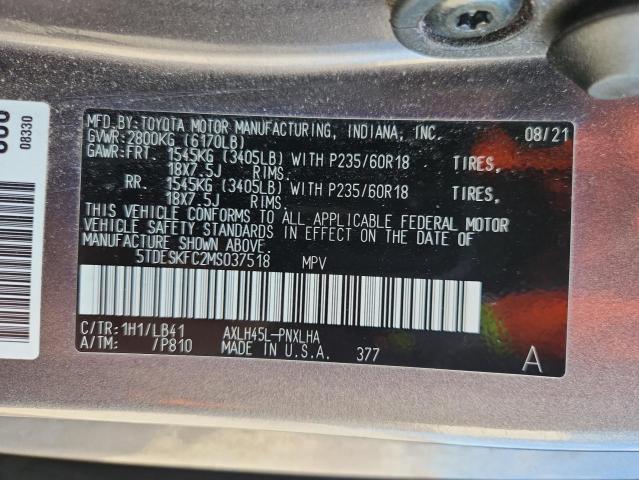 MFD.BY:TOYOTA MOTOR MANUFACTURING, INDIANA, INC. 08/21
GVWR:2800KG (6170LB)
GAWR:FRT. 1545KG (3405LB) WITH P235/60R18 TIRES,
18X7.5J RIMS.
RR. 1545KG (3405LB) WITH P235/60R18 TIRES,
18X7.5J RIMS.
THIS VEHICLE CONFORMS TO ALL APPLICABLE FEDERAL MOTOR
VEHICLE SAFETY STANDARDS IN EFFECT ON THE DATE OF
MANUFACTURE SHOWN ABOVE.
5TDESKFC2MS037518 MPV
C/TR:1H1/LB41 AXLH45L-PNXLHA
A/TM: /P810 MADE IN U.S.A. 377 A
08330